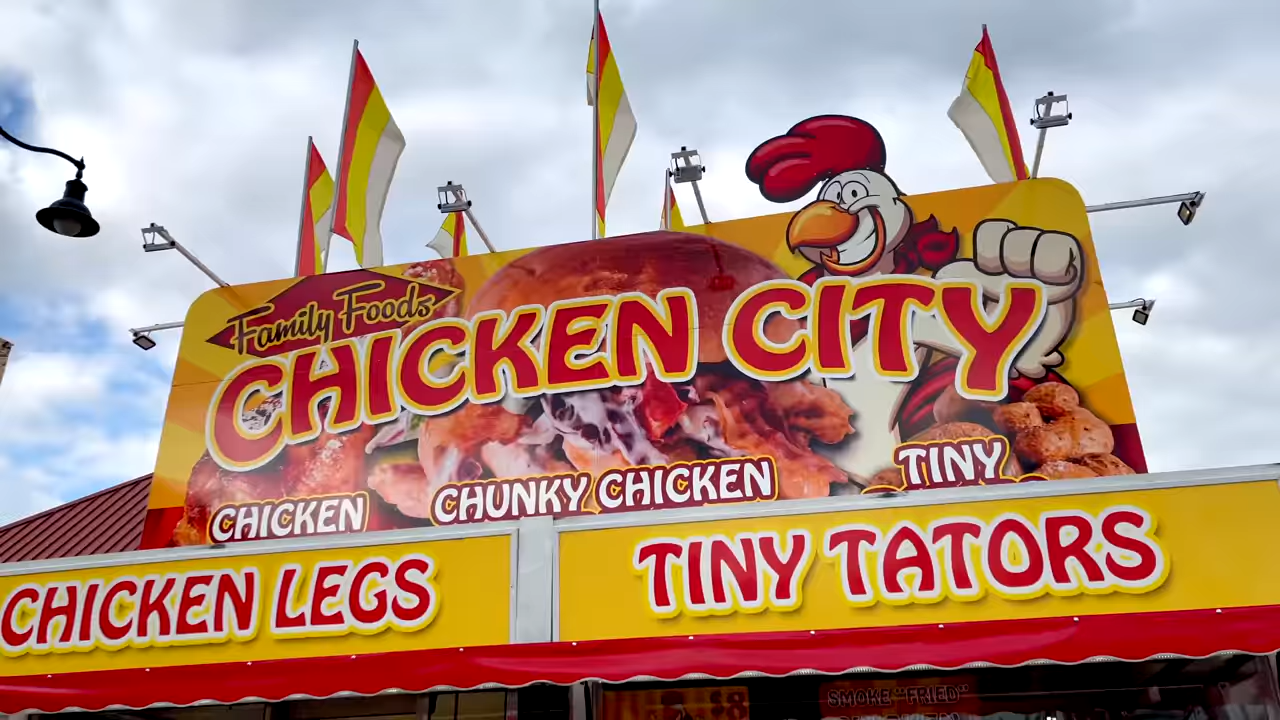 Family Foods
CHICKEN CITY
CHICKEN
CHUNKY CHICKEN
TINY
CHICKEN LEGS
TINY TATORS
SMOKE "FRIED"